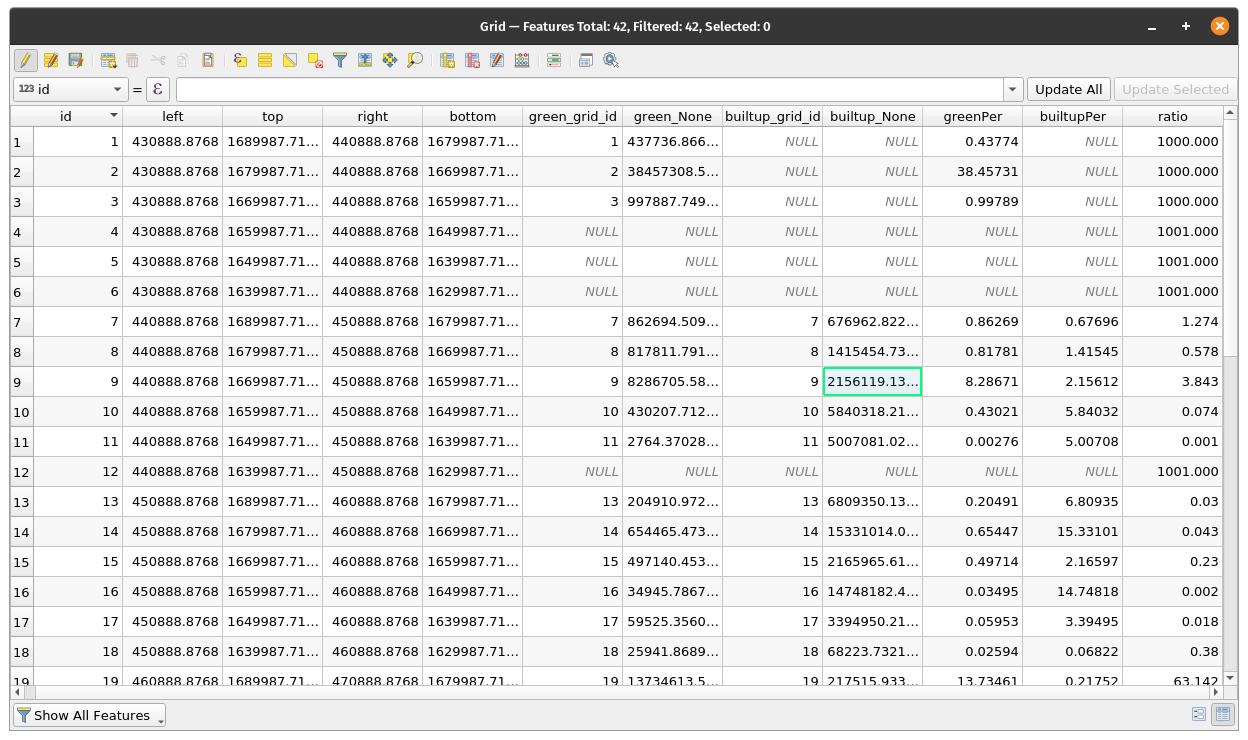 Grid — Features Total: 42, Filtered: 42, Selected: 0
123 id = ε Update All Update Selected
id left top right bottom green_grid_id green_None builtup_grid_id builtup_None greenPer builtupPer ratio
1 1 430888.8768 1689987.71… 440888.8768 1679987.71… 1 437736.866… NULL NULL 0.43774 NULL 1000.000
2 2 430888.8768 1679987.71… 440888.8768 1669987.71… 2 38457308.5… NULL NULL 38.45731 NULL 1000.000
3 3 430888.8768 1669987.71… 440888.8768 1659987.71… 3 997887.749… NULL NULL 0.99789 NULL 1000.000
4 4 430888.8768 1659987.71… 440888.8768 1649987.71… NULL NULL NULL NULL NULL NULL 1001.000
5 5 430888.8768 1649987.71… 440888.8768 1639987.71… NULL NULL NULL NULL NULL NULL 1001.000
6 6 430888.8768 1639987.71… 440888.8768 1629987.71… NULL NULL NULL NULL NULL NULL 1001.000
7 7 440888.8768 1689987.71… 450888.8768 1679987.71… 7 862694.509… 7 676962.822… 0.86269 0.67696 1.274
8 8 440888.8768 1679987.71… 450888.8768 1669987.71… 8 817811.791… 8 1415454.73… 0.81781 1.41545 0.578
9 9 440888.8768 1669987.71… 450888.8768 1659987.71… 9 8286705.58… 9 2156119.13… 8.28671 2.15612 3.843
10 10 440888.8768 1659987.71… 450888.8768 1649987.71… 10 430207.712… 10 5840318.21… 0.43021 5.84032 0.074
11 11 440888.8768 1649987.71… 450888.8768 1639987.71… 11 2764.37028… 11 5007081.02… 0.00276 5.00708 0.001
12 12 440888.8768 1639987.71… 450888.8768 1629987.71… NULL NULL NULL NULL NULL NULL 1001.000
13 13 450888.8768 1689987.71… 460888.8768 1679987.71… 13 204910.972… 13 6809350.13… 0.20491 6.80935 0.03
14 14 450888.8768 1679987.71… 460888.8768 1669987.71… 14 654465.473… 14 15331014.0… 0.65447 15.33101 0.043
15 15 450888.8768 1669987.71… 460888.8768 1659987.71… 15 497140.453… 15 2165965.61… 0.49714 2.16597 0.23
16 16 450888.8768 1659987.71… 460888.8768 1649987.71… 16 34945.7867… 16 14748182.4… 0.03495 14.74818 0.002
17 17 450888.8768 1649987.71… 460888.8768 1639987.71… 17 59525.3560… 17 3394950.21… 0.05953 3.39495 0.018
18 18 450888.8768 1639987.71… 460888.8768 1629987.71… 18 25941.8689… 18 68223.7321… 0.02594 0.06822 0.38
19 19 460888.8768 1689987.71… 470888.8768 1679987.71… 19 13734613.5… 19 217515.933… 13.73461 0.21752 63.142
Show All Features